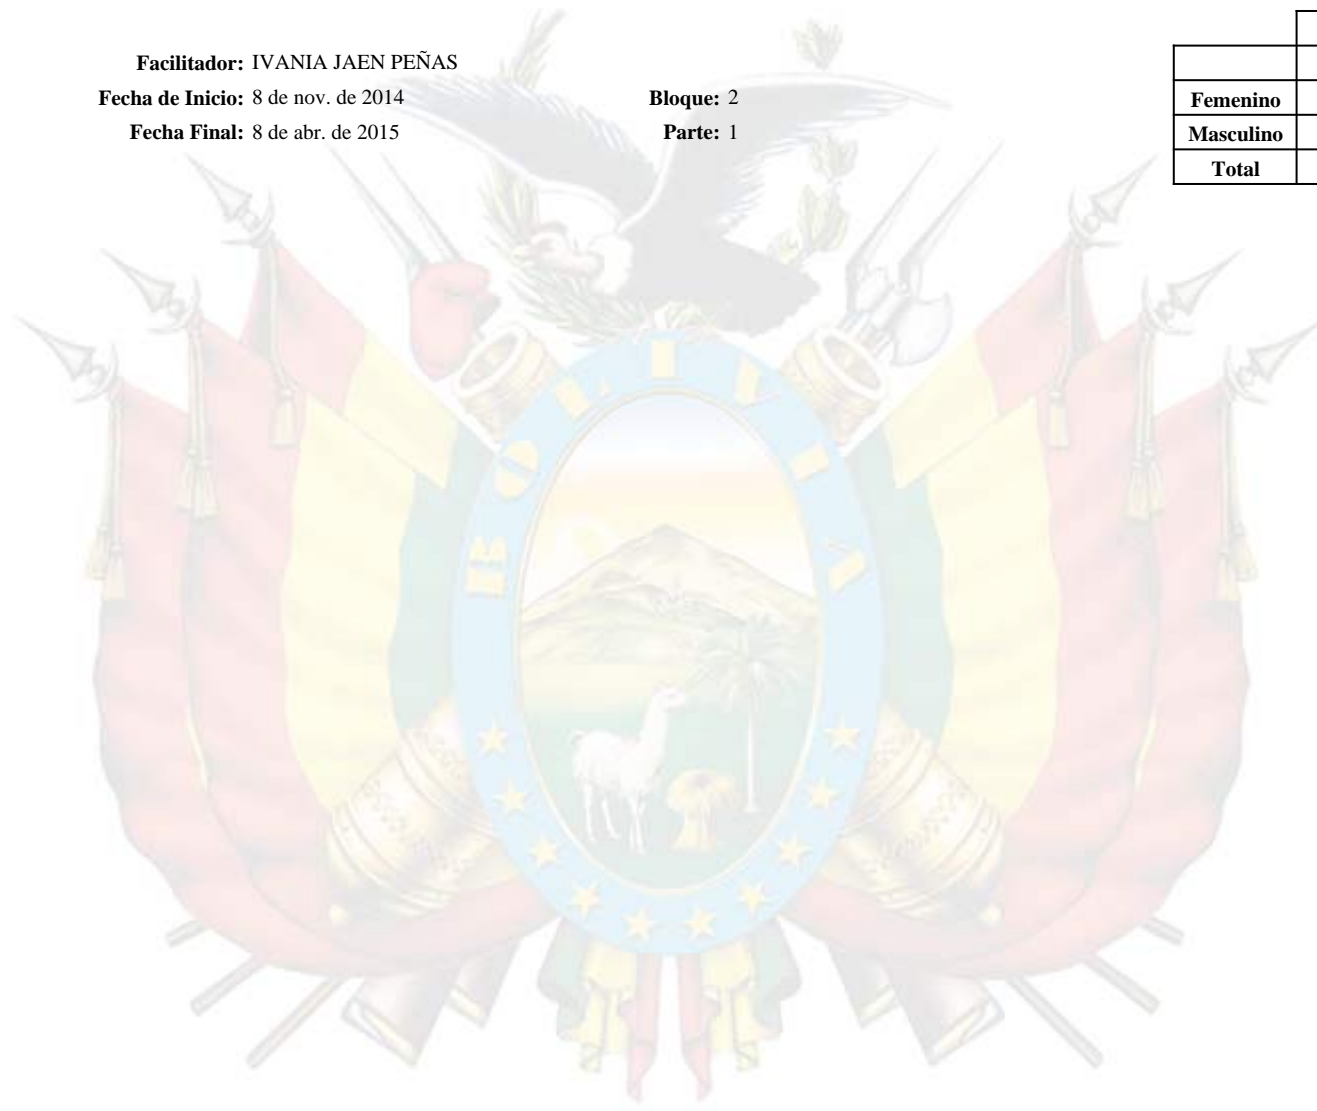 Facilitador: IVANIA JAEN PEÑAS
Fecha de Inicio: 8 de nov. de 2014 Bloque: 2
Fecha Final: 8 de abr. de 2015 Parte: 1
Femenino
Masculino
Total
BOLIVIA